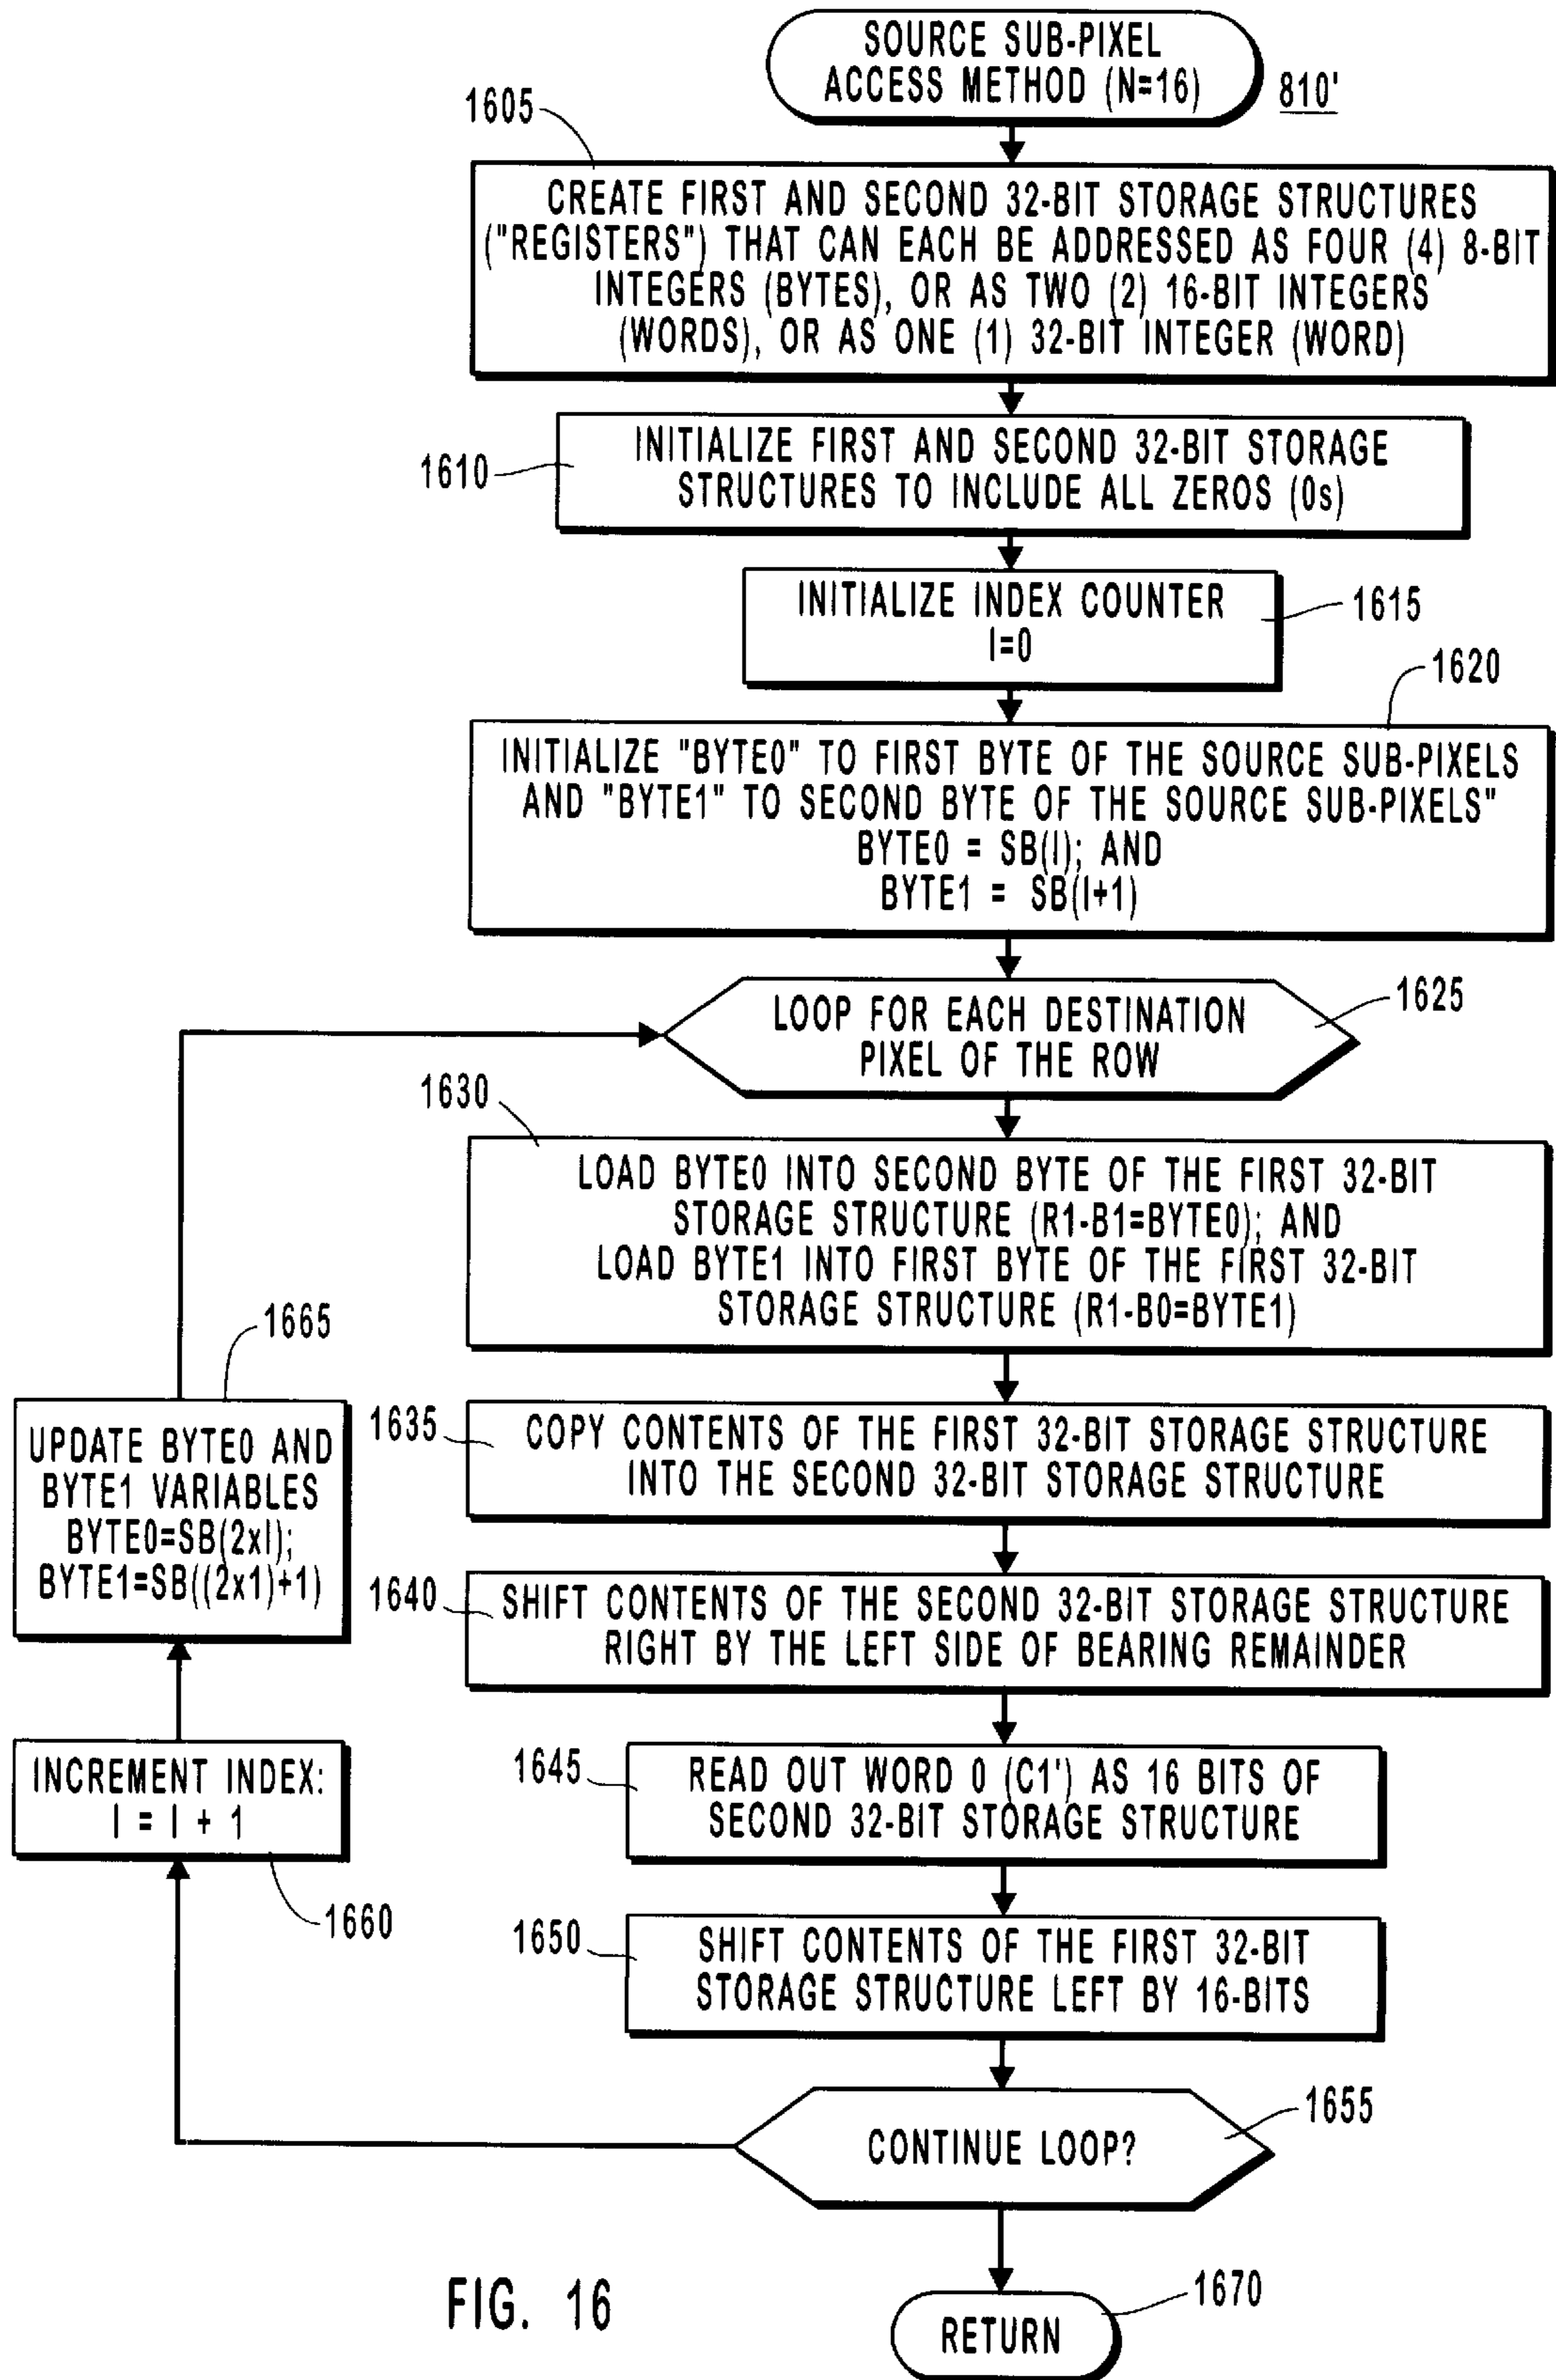 SOURCE SUB-PIXEL
ACCESS METHOD (N=16)
810'
1605
CREATE FIRST AND SECOND 32-BIT STORAGE STRUCTURES
("REGISTERS") THAT CAN EACH BE ADDRESSED AS FOUR (4) 8-BIT
INTEGERS (BYTES), OR AS TWO (2) 16-BIT INTEGERS
(WORDS), OR AS ONE (1) 32-BIT INTEGER (WORD)
1610
INITIALIZE FIRST AND SECOND 32-BIT STORAGE
STRUCTURES TO INCLUDE ALL ZEROS (0s)
INITIALIZE INDEX COUNTER
I=0
1615
1620
INITIALIZE "BYTE0" TO FIRST BYTE OF THE SOURCE SUB-PIXELS
AND "BYTE1" TO SECOND BYTE OF THE SOURCE SUB-PIXELS"
BYTE0 = SB(I); AND
BYTE1 = SB(I+1)
LOOP FOR EACH DESTINATION
PIXEL OF THE ROW
1625
1630
LOAD BYTE0 INTO SECOND BYTE OF THE FIRST 32-BIT
STORAGE STRUCTURE (R1-B1=BYTE0); AND
LOAD BYTE1 INTO FIRST BYTE OF THE FIRST 32-BIT
STORAGE STRUCTURE (R1-B0=BYTE1)
1635
COPY CONTENTS OF THE FIRST 32-BIT STORAGE STRUCTURE
INTO THE SECOND 32-BIT STORAGE STRUCTURE
1640
SHIFT CONTENTS OF THE SECOND 32-BIT STORAGE STRUCTURE
RIGHT BY THE LEFT SIDE OF BEARING REMAINDER
1645
READ OUT WORD 0 (C1') AS 16 BITS OF
SECOND 32-BIT STORAGE STRUCTURE
1650
SHIFT CONTENTS OF THE FIRST 32-BIT
STORAGE STRUCTURE LEFT BY 16-BITS
CONTINUE LOOP?
1655
INCREMENT INDEX:
I = I + 1
1660
1665
UPDATE BYTE0 AND
BYTE1 VARIABLES
BYTE0=SB(2xI);
BYTE1=SB((2x1)+1)
RETURN
1670
FIG. 16